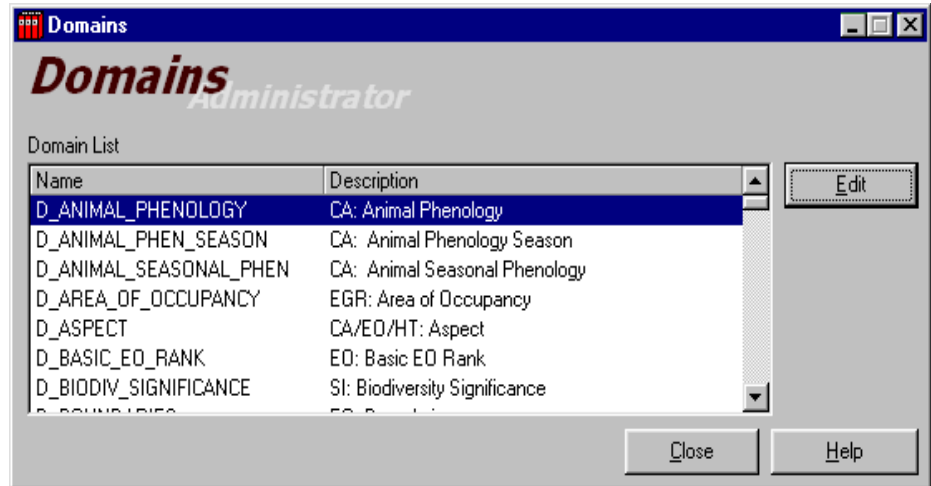 Domains
Domains
Administrator
Domain List
Name Description
D_ANIMAL_PHENOLOGY CA: Animal Phenology
D_ANIMAL_PHEN_SEASON CA: Animal Phenology Season
D_ANIMAL_SEASONAL_PHEN CA: Animal Seasonal Phenology
D_AREA_OF_OCCUPANCY EGR: Area of Occupancy
D_ASPECT CA/EO/HT: Aspect
D_BASIC_EO_RANK EO: Basic EO Rank
D_BIODIV_SIGNIFICANCE SI: Biodiversity Significance
Edit
Close Help